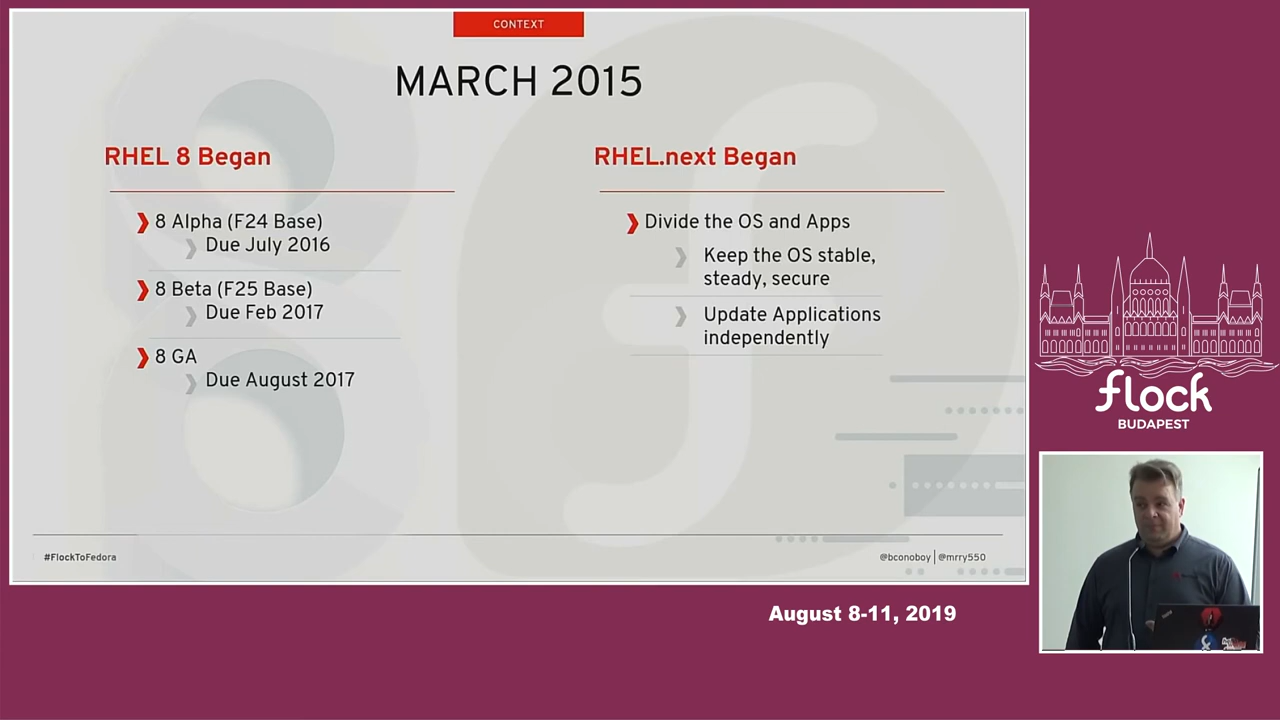 CONTEXT
MARCH 2015
RHEL 8 Began
8 Alpha (F24 Base)
Due July 2016
8 Beta (F25 Base)
Due Feb 2017
8 GA
Due August 2017
RHEL.next Began
Divide the OS and Apps
Keep the OS stable,
steady, secure
Update Applications
independently
#FlockToFedora
@bconoboy | @mrry550
flock
BUDAPEST
August 8-11, 2019